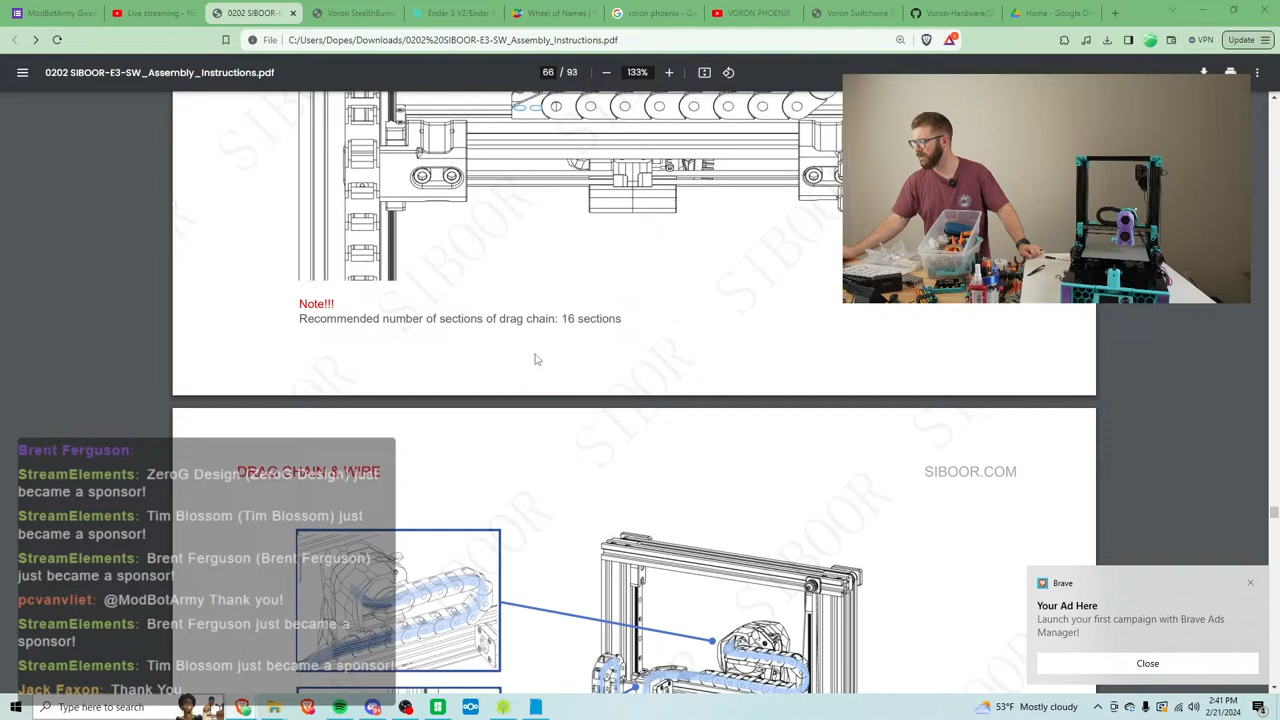 ModBotArmy Give
Live streaming - Yo
0202 SIBOOR-E
Voron StealthBurn
Ender 3 V2/Ender
Wheel of Names |
voron phoenix - Go
VORON PHOENIX -
Voron Switchwire
Voron-Hardware/S
Home - Google Dr
File
C:/Users/Dopes/Downloads/0202%20SIBOOR-E3-SW_Assembly_Instructions.pdf
VPN
Update
0202 SIBOOR-E3-SW_Assembly_Instructions.pdf
66 / 93
133%
SIBOOR
Note!!!
Recommended number of sections of drag chain: 16 sections
DRAG CHAIN & WIRE
SIBOOR.COM
Brent Ferguson:
StreamElements: ZeroG Design (ZeroG Design) just
became a sponsor!
StreamElements: Tim Blossom (Tim Blossom) just
became a sponsor!
StreamElements: Brent Ferguson (Brent Ferguson)
just became a sponsor!
pcvanvliet: @ModBotArmy Thank you!
StreamElements: Brent Ferguson just became a
sponsor!
StreamElements: Tim Blossom just became a sponsor!
Jack Faxon: Thank You
Brave
Your Ad Here
Launch your first campaign with Brave Ads
Manager!
Close
Type here to search
53°F Mostly cloudy
2:41 PM
2/21/2024
4